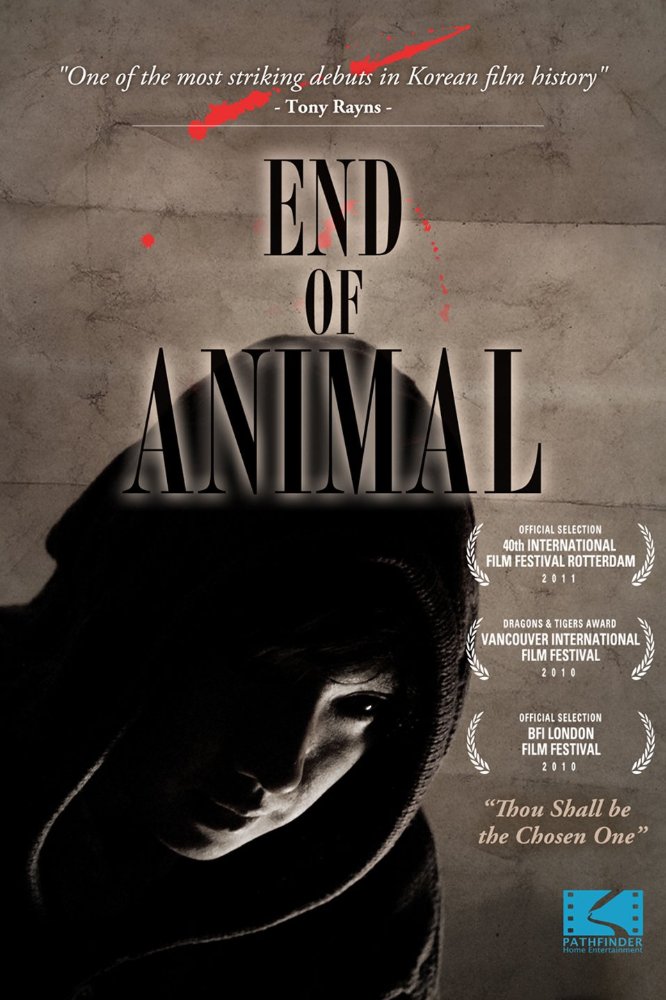 "One of the most striking debuts in Korean film history"
- Tony Rayns -
END
OF
ANIMAL
OFFICIAL SELECTION
40th INTERNATIONAL
FILM FESTIVAL ROTTERDAM
2011
DRAGONS & TIGERS AWARD
VANCOUVER INTERNATIONAL
FILM FESTIVAL
2010
OFFICIAL SELECTION
BFI LONDON
FILM FESTIVAL
2010
“Thou Shall be
the Chosen One”
PATHFINDER
Home Entertainment